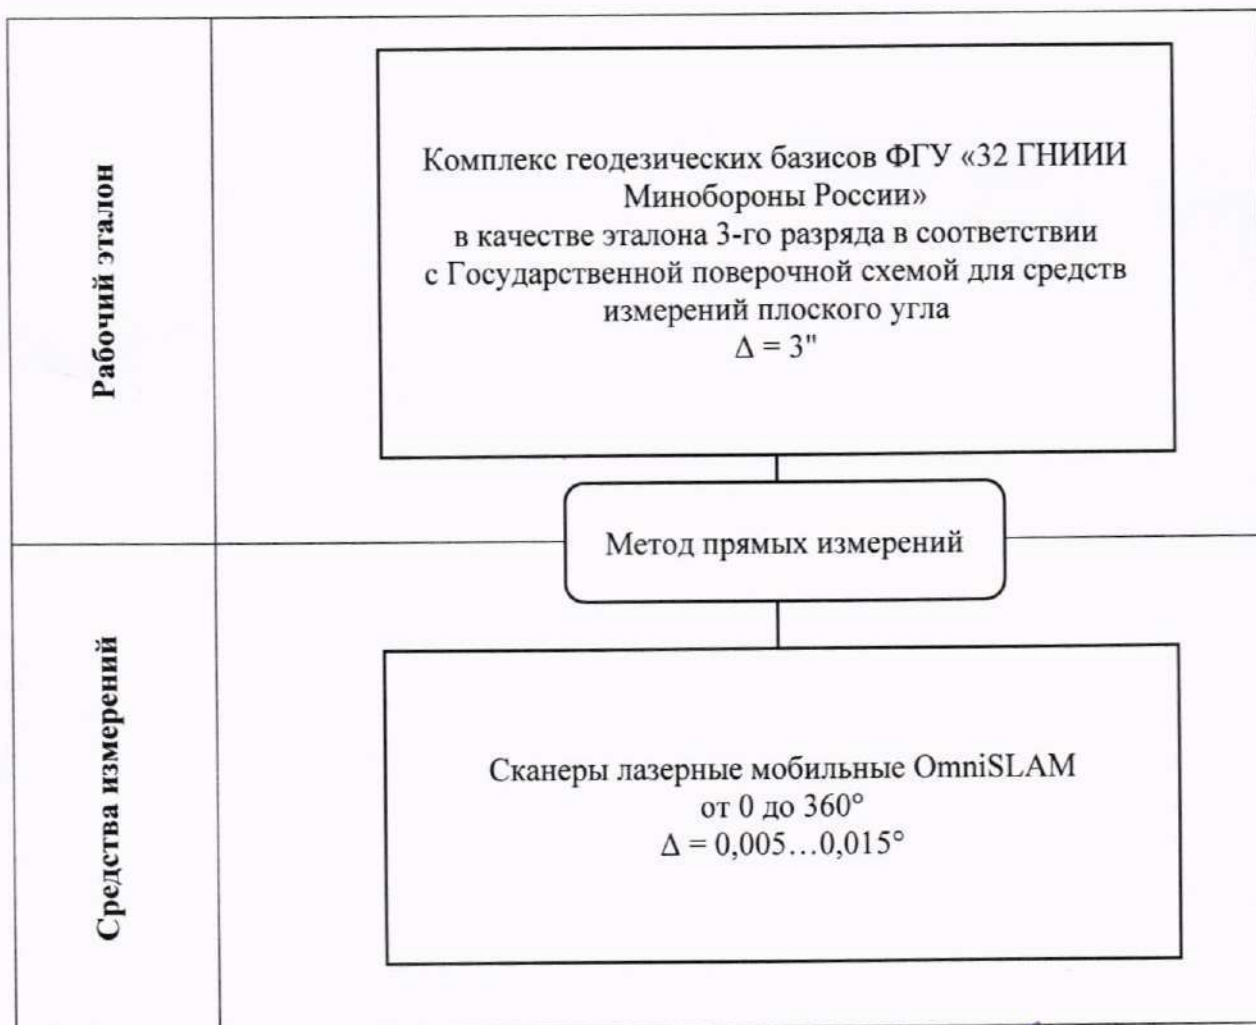 Рабочий эталон
Комплекс геодезических базисов ФГУ «32 ГНИИИ
Минобороны России»
в качестве эталона 3-го разряда в соответствии
с Государственной поверочной схемой для средств
измерений плоского угла
Δ = 3"
Метод прямых измерений
Средства измерений
Сканеры лазерные мобильные OmniSLAM
от 0 до 360°
Δ = 0,005…0,015°